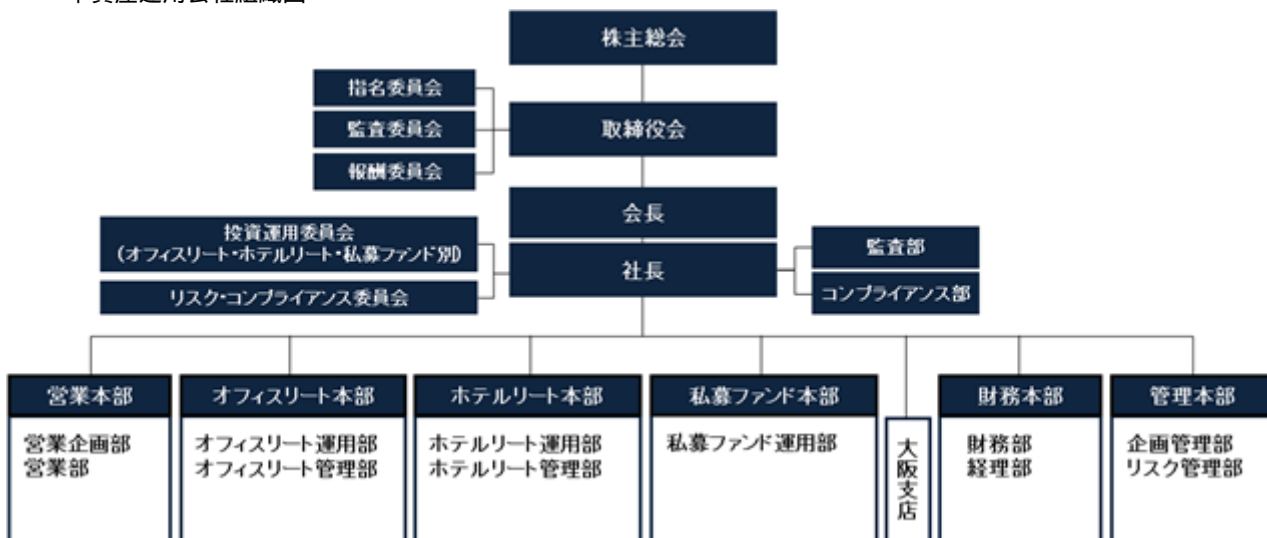 本資産運用会社組織図
株主総会
指名委員会
監査委員会
報酬委員会
取締役会
会長
投資運用委員会
(オフィスリート・ホテルリート・私募ファンド別)
リスク・コンプライアンス委員会
社長
監査部
コンプライアンス部
営業本部
営業企画部
営業部
オフィスリート本部
オフィスリート運用部
オフィスリート管理部
ホテルリート本部
ホテルリート運用部
ホテルリート管理部
私募ファンド本部
私募ファンド運用部
大阪支店
財務本部
財務部
経理部
管理本部
企画管理部
リスク管理部